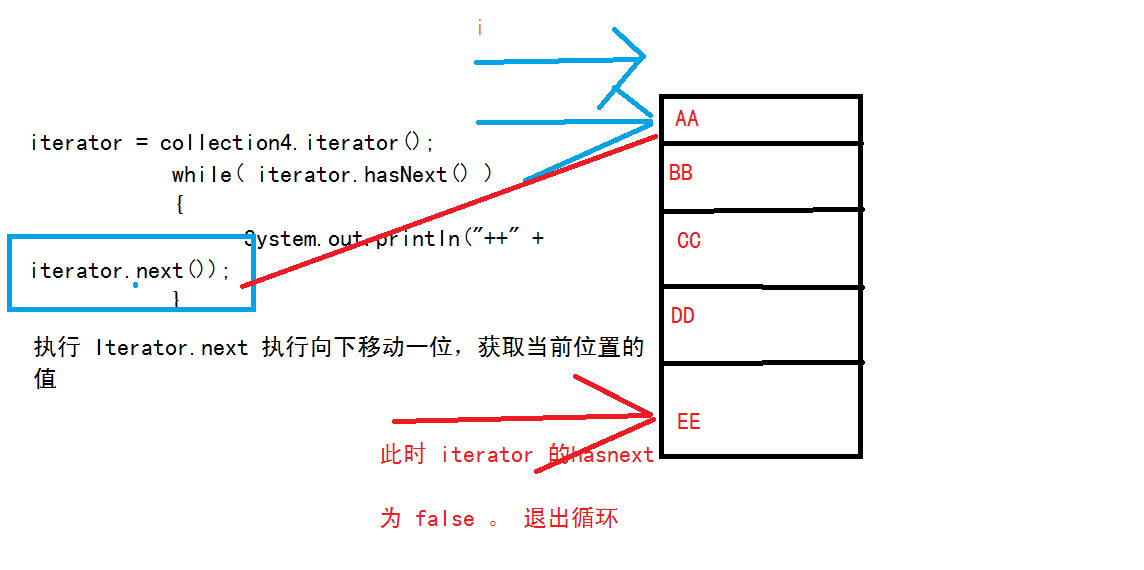 i
iterator = collection4.iterator();
while( iterator.hasNext() )
{
System.out.println("++" +
iterator.next());
}
执行 Iterator.next 执行向下移动一位，获取当前位置的
值
AA
BB
CC
DD
EE
此时 iterator 的hasnext
为 false 。 退出循环